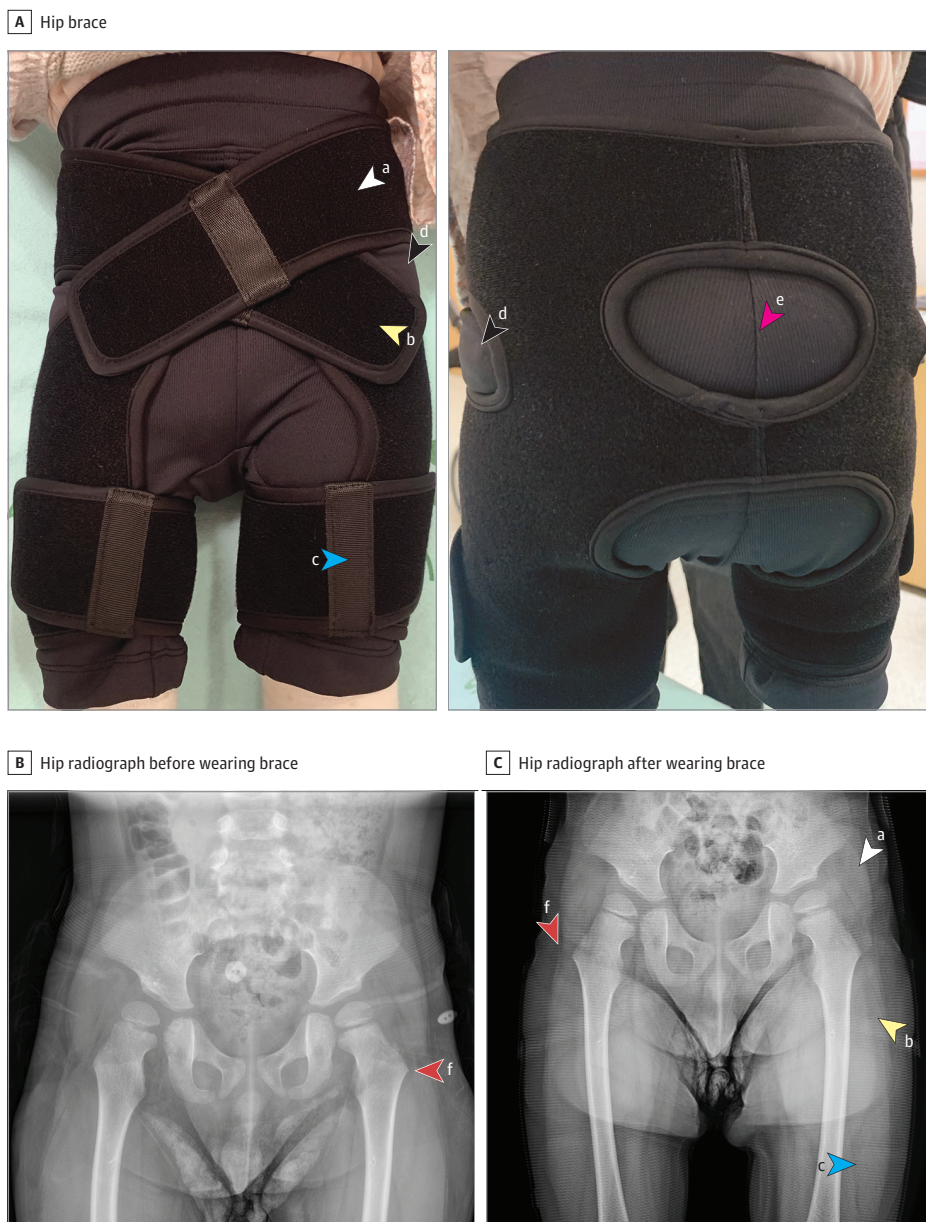 A Hip brace
a
d
b
c
d
e
B Hip radiograph before wearing brace
C Hip radiograph after wearing brace
f
a
f
b
c